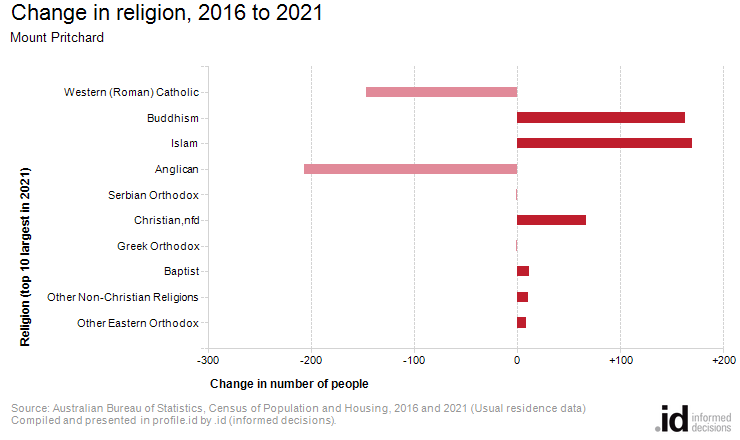 Change in religion, 2016 to 2021
Mount Pritchard
Religion (top 10 largest in 2021)
Western (Roman) Catholic
Buddhism
Islam
Anglican
Serbian Orthodox
Christian,nfd
Greek Orthodox
Baptist
Other Non-Christian Religions
Other Eastern Orthodox
-300 -200 -100 0 +100 +200
Change in number of people
Source: Australian Bureau of Statistics, Census of Population and Housing, 2016 and 2021 (Usual residence data)
Compiled and presented in profile.id by .id (informed decisions).
.id informed
decisions